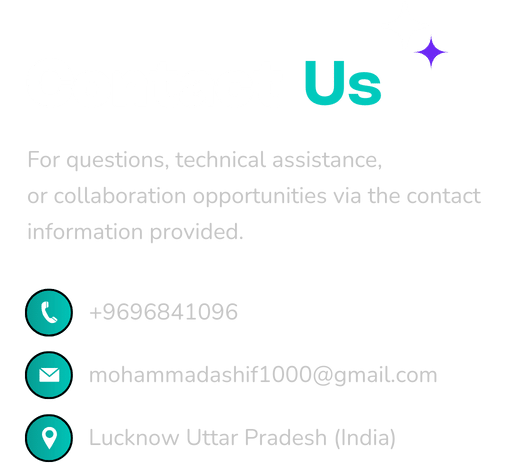 Us
For questions, technical assistance,
or collaboration opportunities via the contact
information provided.
+9696841096
mohammadashif1000@gmail.com
Lucknow Uttar Pradesh (India)